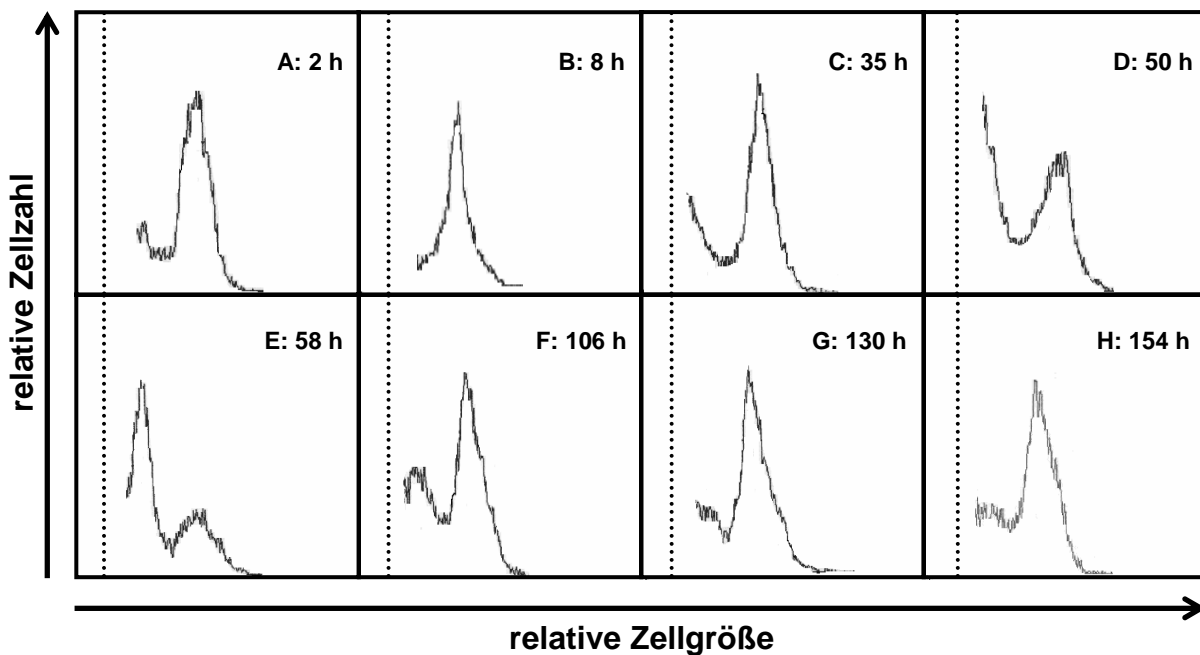 A: 2 h
B: 8 h
C: 35 h
D: 50 h
E: 58 h
F: 106 h
G: 130 h
H: 154 h
relative Zellzahl
relative Zellgröße